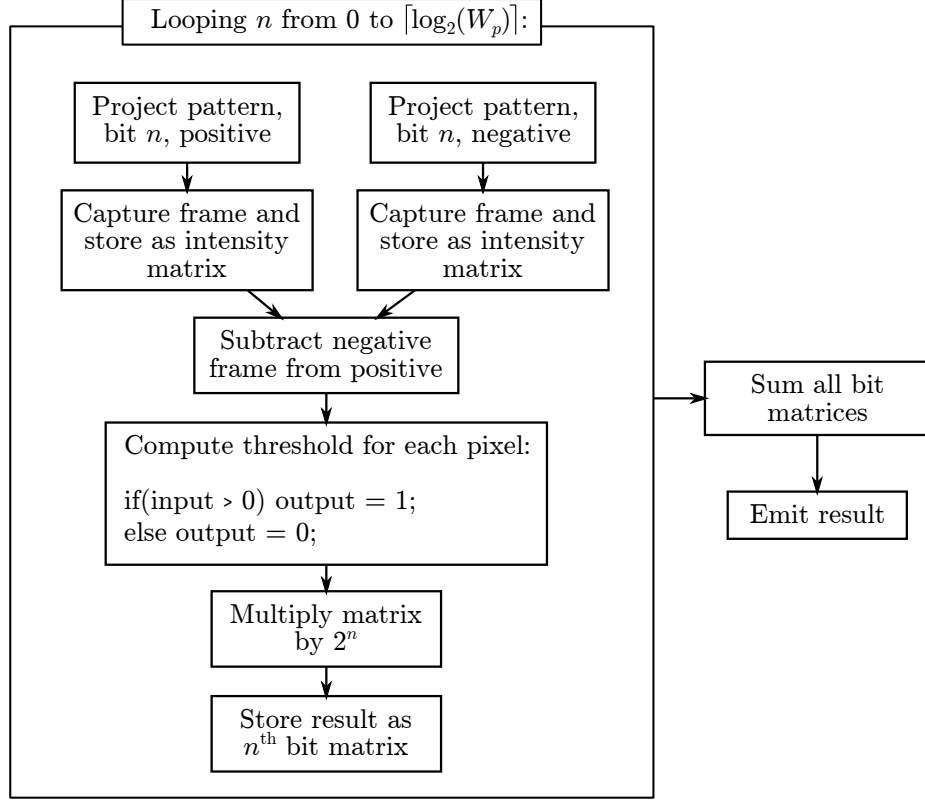 Looping n from 0 to ⌈log₂(Wₚ)⌉:
Project pattern,
bit n, positive
Project pattern,
bit n, negative
Capture frame and
store as intensity
matrix
Capture frame and
store as intensity
matrix
Subtract negative
frame from positive
Compute threshold for each pixel:
if(input > 0) output = 1;
else output = 0;
Multiply matrix
by 2ⁿ
Store result as
nᵗʰ bit matrix
Sum all bit
matrices
Emit result